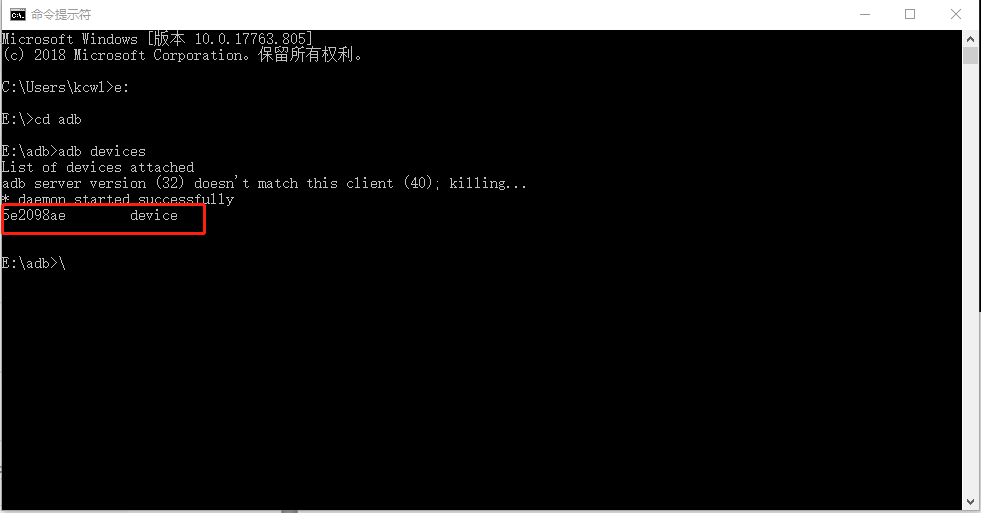 命令提示符
Microsoft Windows [版本 10.0.17763.805]
(c) 2018 Microsoft Corporation。保留所有权利。
C:\Users\kcwl>e:
E:\>cd adb
E:\adb>adb devices
List of devices attached
adb server version (32) doesn't match this client (40); killing...
* daemon started successfully
5e2098ae        device
E:\adb>\